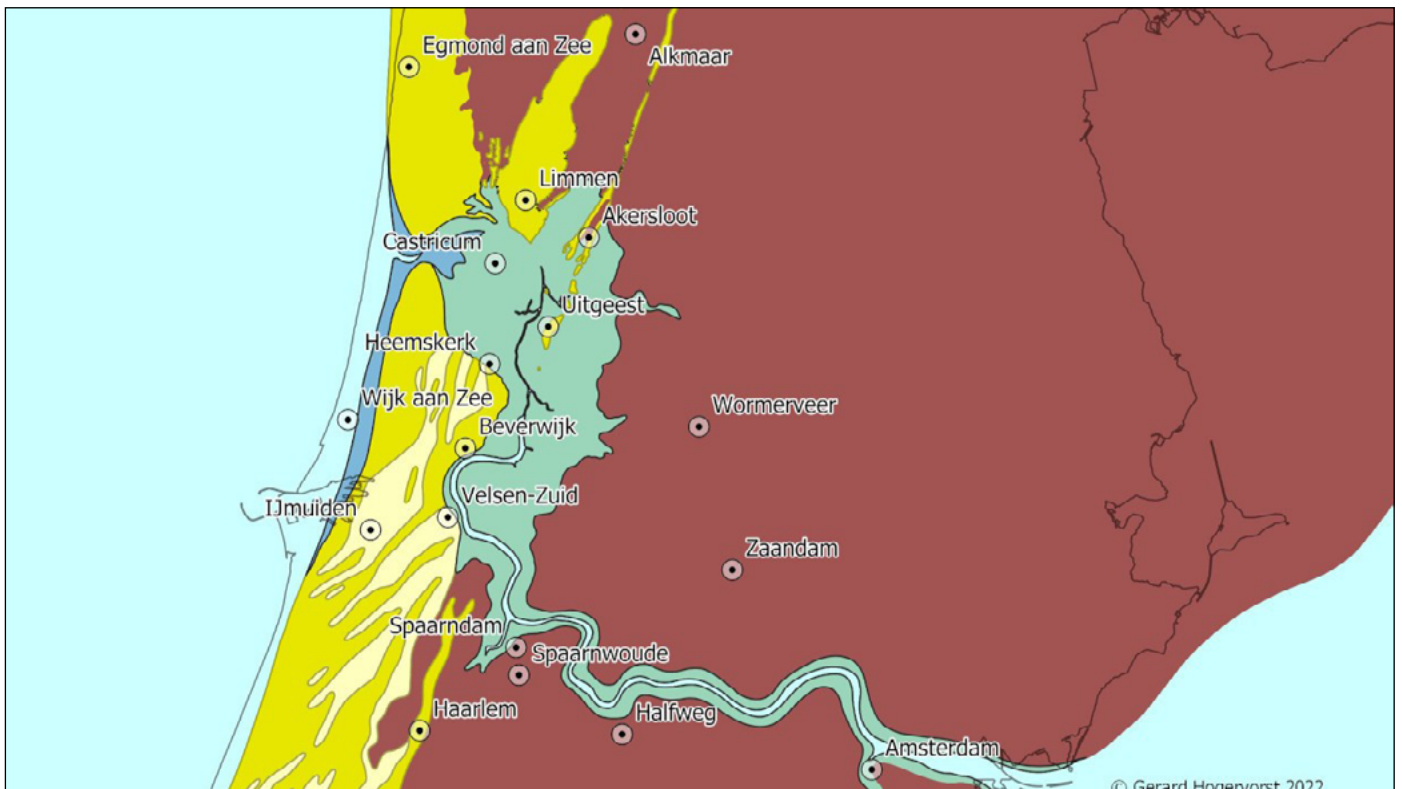 Egmond aan Zee
Alkmaar
Limmen
Akersloot
Castricum
Uitgeest
Heemskerk
Wijk aan Zee
Wormerveer
Beverwijk
Velsen-Zuid
IJmuiden
Zaandam
Spaarndam
Spaarnwoude
Haarlem
Halfweg
Amsterdam
© Gerard Hogervorst 2022